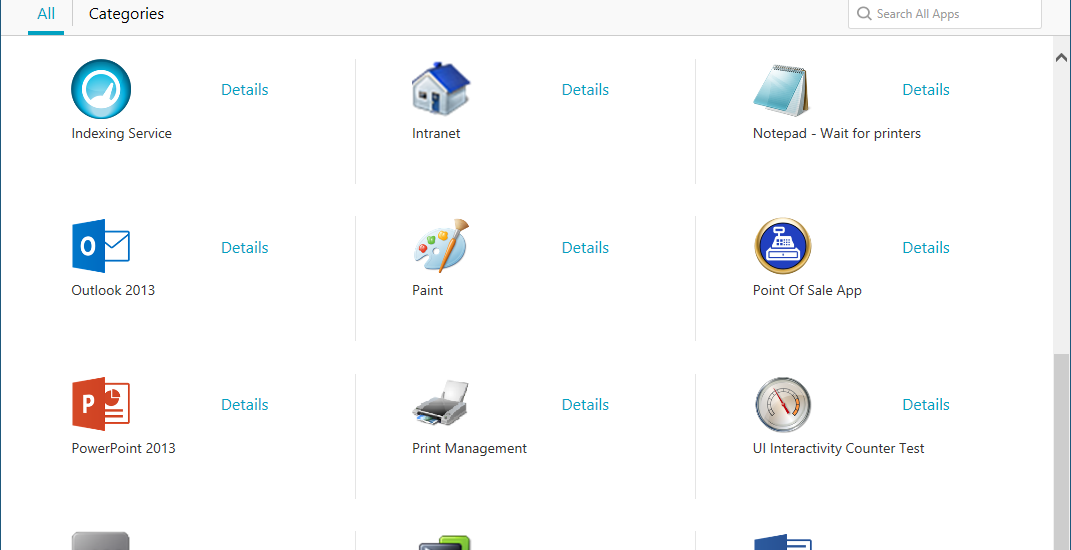 All
Categories
Search All Apps
Details
Details
Details
Indexing Service
Intranet
Notepad - Wait for printers
O
Details
Details
Details
Outlook 2013
Paint
Point Of Sale App
P
Details
Details
Details
PowerPoint 2013
Print Management
UI Interactivity Counter Test